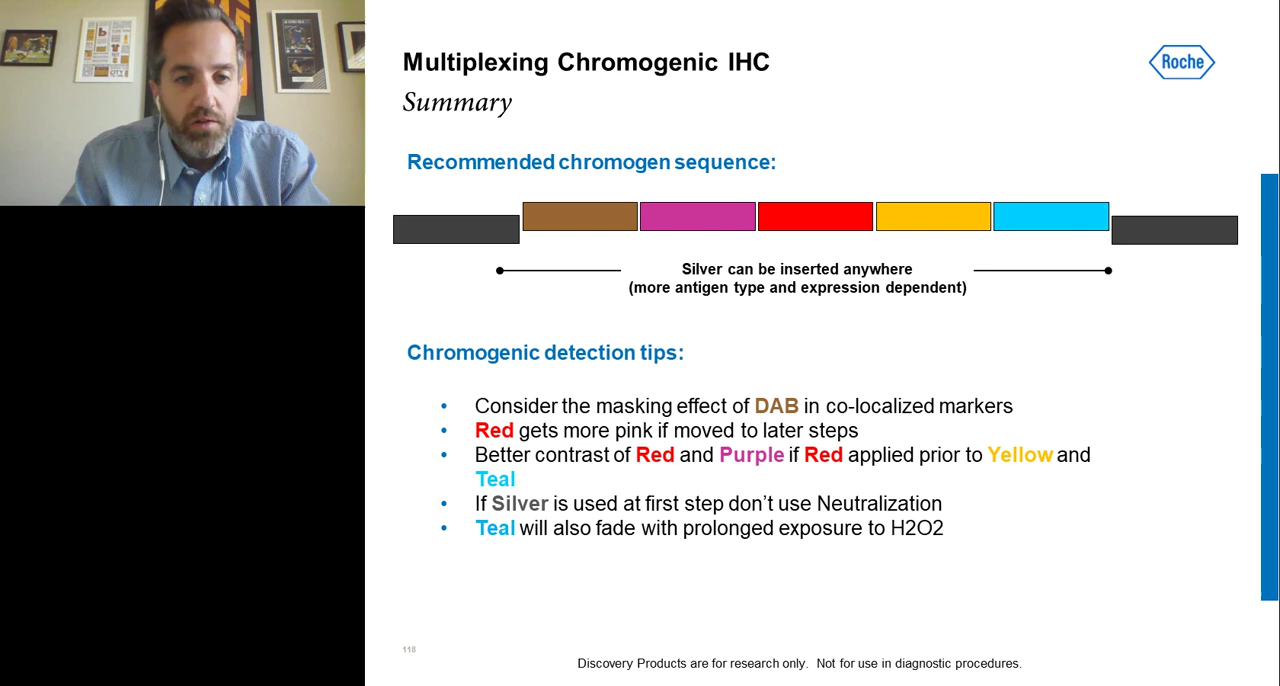 Multiplexing Chromogenic IHC
Roche
Summary
Recommended chromogen sequence:
Silver can be inserted anywhere
(more antigen type and expression dependent)
Chromogenic detection tips:
• Consider the masking effect of DAB in co-localized markers
• Red gets more pink if moved to later steps
• Better contrast of Red and Purple if Red applied prior to Yellow and
Teal
• If Silver is used at first step don’t use Neutralization
• Teal will also fade with prolonged exposure to H2O2
118
Discovery Products are for research only. Not for use in diagnostic procedures.